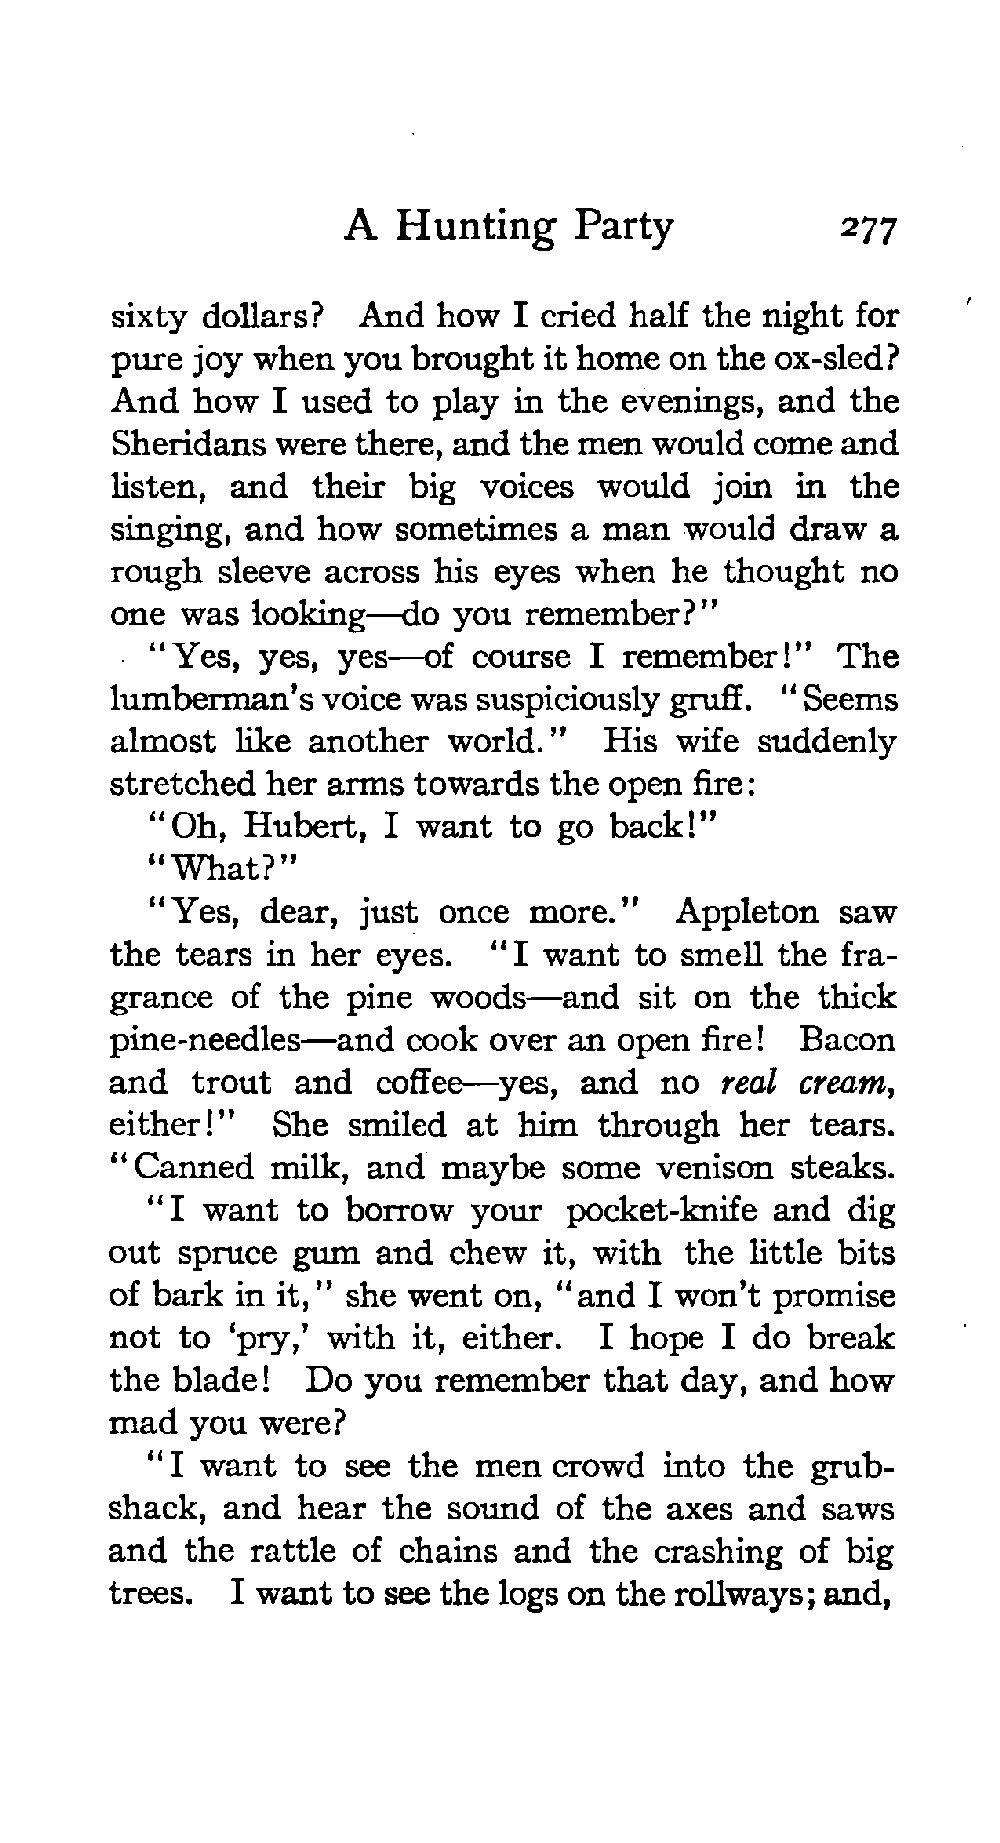 A Hunting Party 277
sixty dollars? And how I cried half the night for
pure joy when you brought it home on the ox-sled?
And how I used to play in the evenings, and the
Sheridans were there, and the men would come and
listen, and their big voices would join in the
singing, and how sometimes a man would draw a
rough sleeve across his eyes when he thought no
one was looking—do you remember?"
"Yes, yes, yes—of course I remember!" The
lumberman's voice was suspiciously gruff. "Seems
almost like another world." His wife suddenly
stretched her arms towards the open fire:
"Oh, Hubert, I want to go back!"
"What?"
"Yes, dear, just once more." Appleton saw
the tears in her eyes. "I want to smell the fra-
grance of the pine woods—and sit on the thick
pine-needles—and cook over an open fire! Bacon
and trout and coffee—yes, and no real cream,
either!" She smiled at him through her tears.
"Canned milk, and maybe some venison steaks.
"I want to borrow your pocket-knife and dig
out spruce gum and chew it, with the little bits
of bark in it," she went on, "and I won't promise
not to 'pry,' with it, either. I hope I do break
the blade! Do you remember that day, and how
mad you were?
"I want to see the men crowd into the grub-
shack, and hear the sound of the axes and saws
and the rattle of chains and the crashing of big
trees. I want to see the logs on the rollways; and,